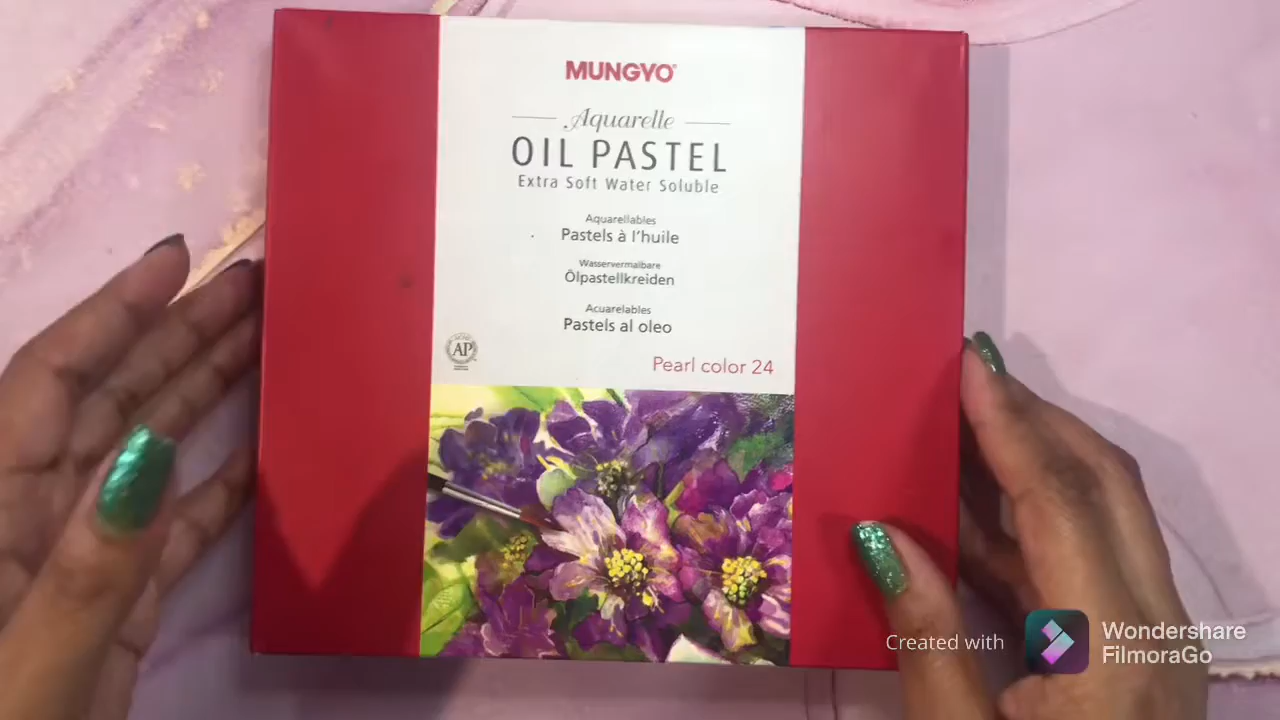 MUNGYO
Aquarelle
OIL PASTEL
Extra Soft Water Soluble
Aquarellables
Pastels à l'huile
Wasservermalbare
Ölpastellkreiden
Acuarelables
Pastels al oleo
AP
Pearl color 24
Created with
Wondershare
FilmoraGo